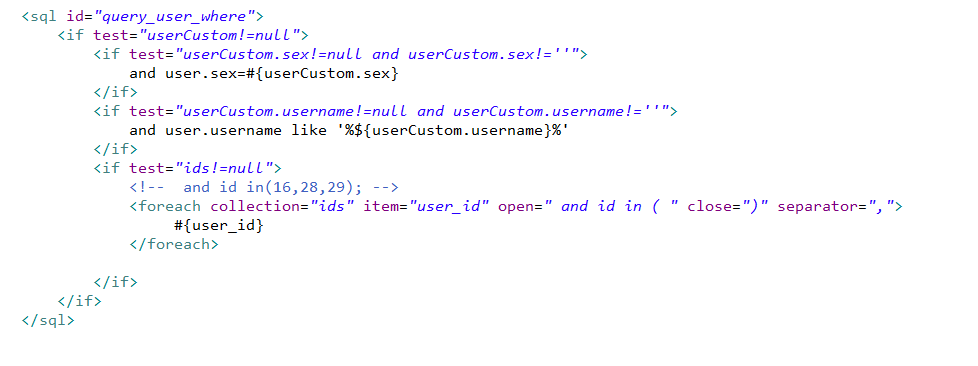 <sql id="query_user_where">
<if test="userCustom!=null">
<if test="userCustom.sex!=null and userCustom.sex!=''">
and user.sex=#{userCustom.sex}
</if>
<if test="userCustom.username!=null and userCustom.username!=''">
and user.username like '%${userCustom.username}%'
</if>
<if test="ids!=null">
<!--  and id in(16,28,29); -->
<foreach collection="ids" item="user_id" open=" and id in ( " close=")" separator=",">
#{user_id}
</foreach>
</if>
</if>
</sql>